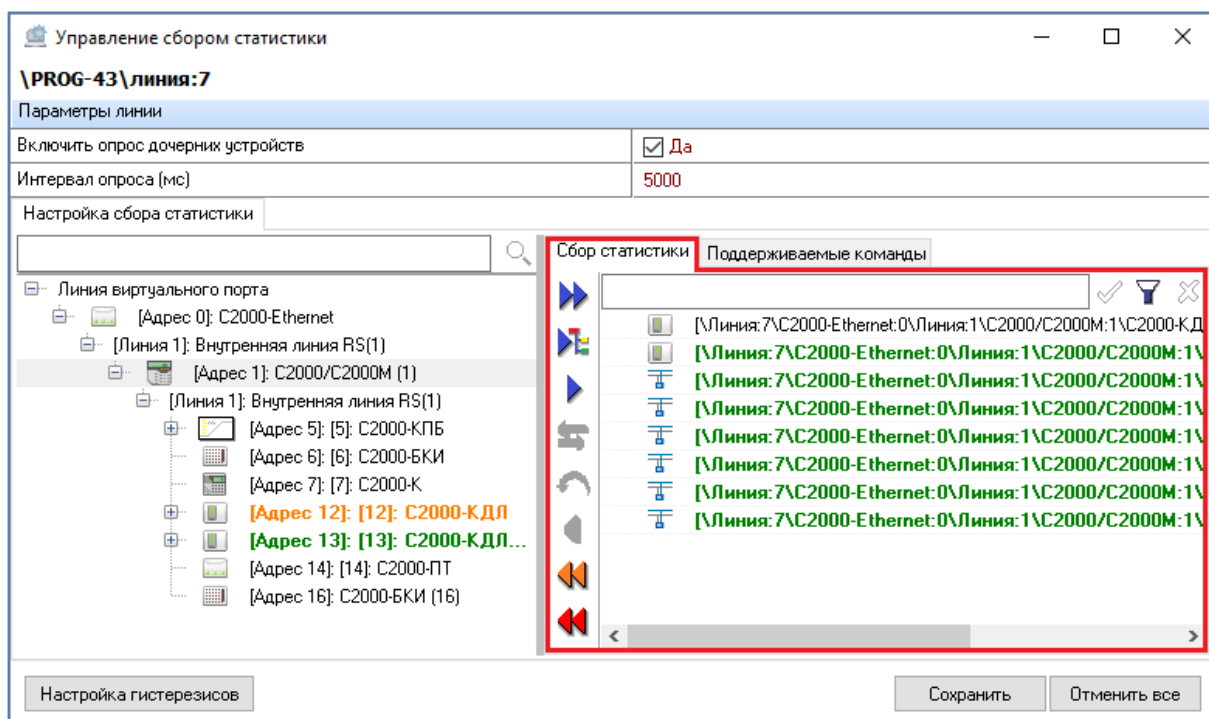 Управление сбором статистики
\PROG-43\линия:7
Параметры линии
Включить опрос дочерних устройств Да
Интервал опроса (мс) 5000
Настройка сбора статистики
Сбор статистики Поддерживаемые команды
Линия виртуального порта
[Адрес 0]: С2000-Ethernet
[Линия 1]: Внутренняя линия RS(1)
[Адрес 1]: С2000/С2000М (1)
[Линия 1]: Внутренняя линия RS(1)
[Адрес 5]: [5]: С2000-КПБ
[Адрес 6]: [6]: С2000-БКИ
[Адрес 7]: [7]: С2000-К
[Адрес 12]: [12]: С2000-КДЛ
[Адрес 13]: [13]: С2000-КДЛ...
[Адрес 14]: [14]: С2000-ПТ
[Адрес 16]: С2000-БКИ (16)
[\Линия:7\С2000-Ethernet:0\Линия:1\С2000/С2000М:1\С2000-КД
[\Линия:7\С2000-Ethernet:0\Линия:1\С2000/С2000М:1\
[\Линия:7\С2000-Ethernet:0\Линия:1\С2000/С2000М:1\
[\Линия:7\С2000-Ethernet:0\Линия:1\С2000/С2000М:1\
[\Линия:7\С2000-Ethernet:0\Линия:1\С2000/С2000М:1\
[\Линия:7\С2000-Ethernet:0\Линия:1\С2000/С2000М:1\
[\Линия:7\С2000-Ethernet:0\Линия:1\С2000/С2000М:1\
[\Линия:7\С2000-Ethernet:0\Линия:1\С2000/С2000М:1\
Настройка гистерезисов
Сохранить
Отменить все